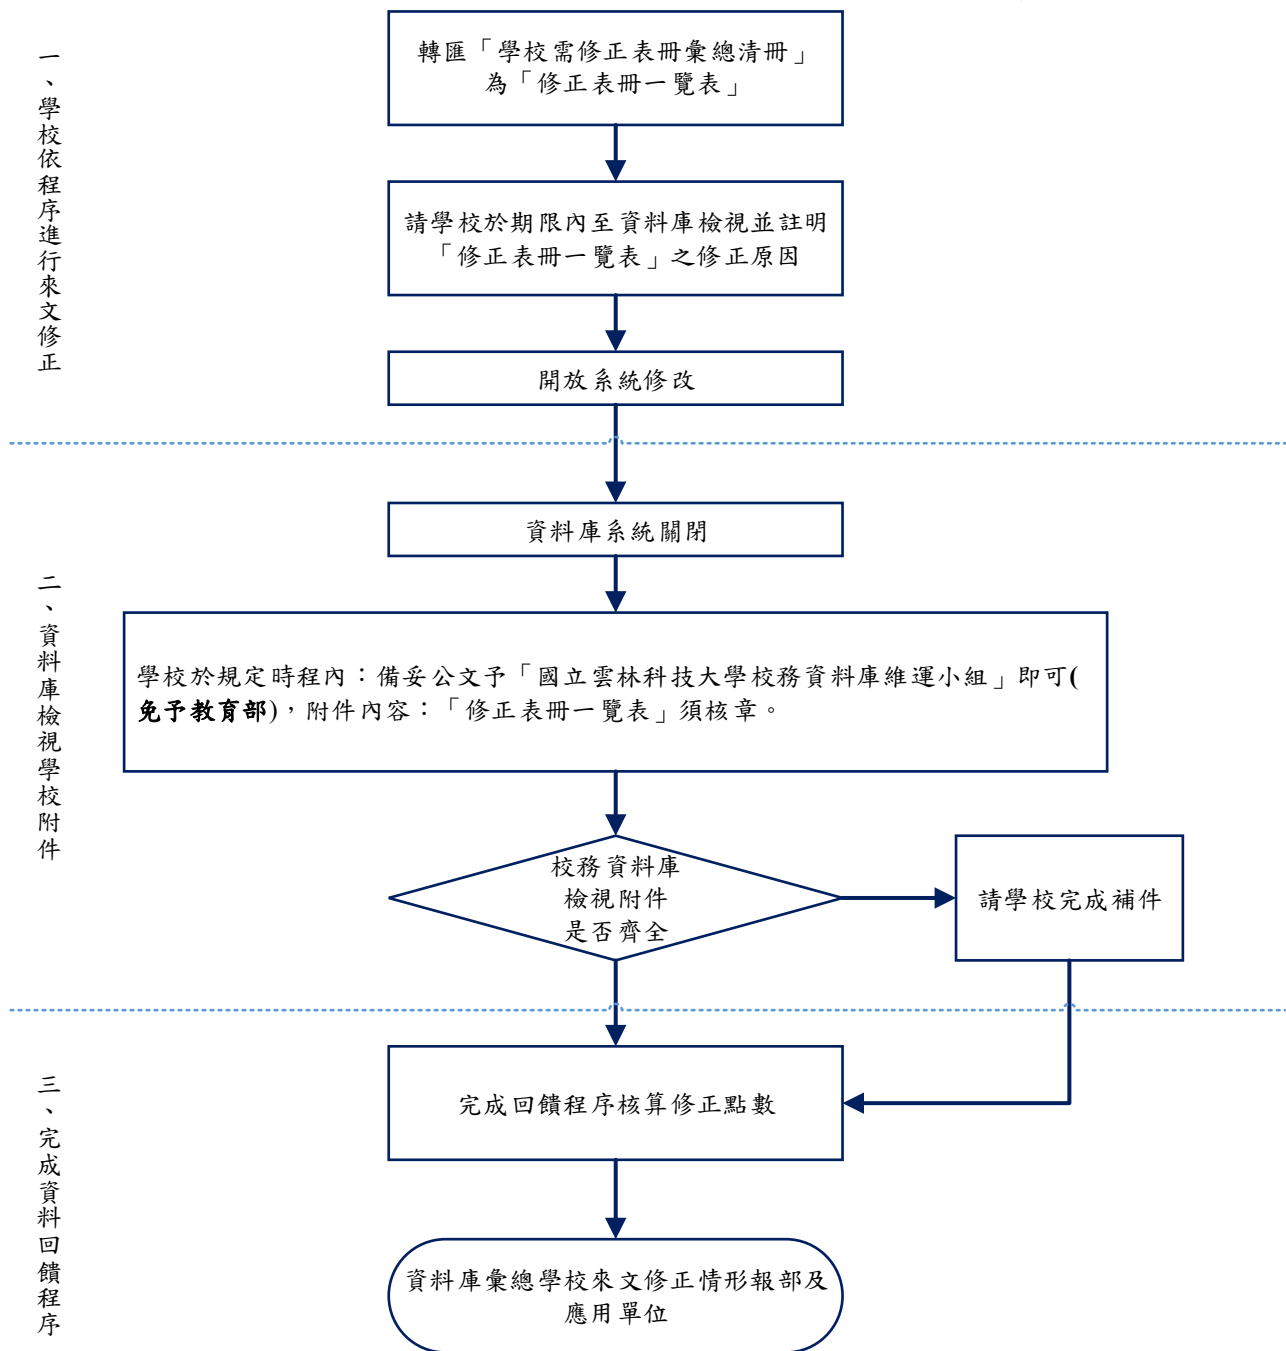 一、學校依程序進行來文修正
轉匯「學校需修正表冊彙總清冊」
為「修正表冊一覽表」
請學校於期限內至資料庫檢視並註明
「修正表冊一覽表」之修正原因
開放系統修改
二、資料庫檢視學校附件
資料庫系統關閉
學校於規定時程內：備妥公文予「國立雲林科技大學校務資料庫維運小組」即可(
免予教育部)，附件內容：「修正表冊一覽表」須核章。
校務資料庫
檢視附件
是否齊全
請學校完成補件
三、完成資料回饋程序
完成回饋程序核算修正點數
資料庫彙總學校來文修正情形報部及
應用單位